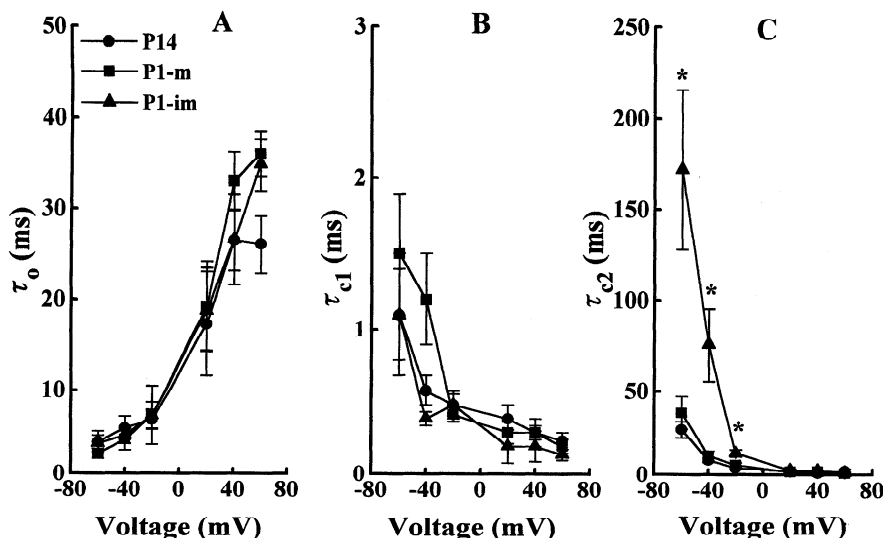 A
B
C
P14
P1-m
P1-im
50
40
30
20
10
0
τo (ms)
-80 -40 0 40 80
Voltage (mV)
3
2
1
0
τc1 (ms)
-80 -40 0 40 80
Voltage (mV)
250
200
150
100
50
0
τc2 (ms)
*
*
*
-80 -40 0 40 80
Voltage (mV)